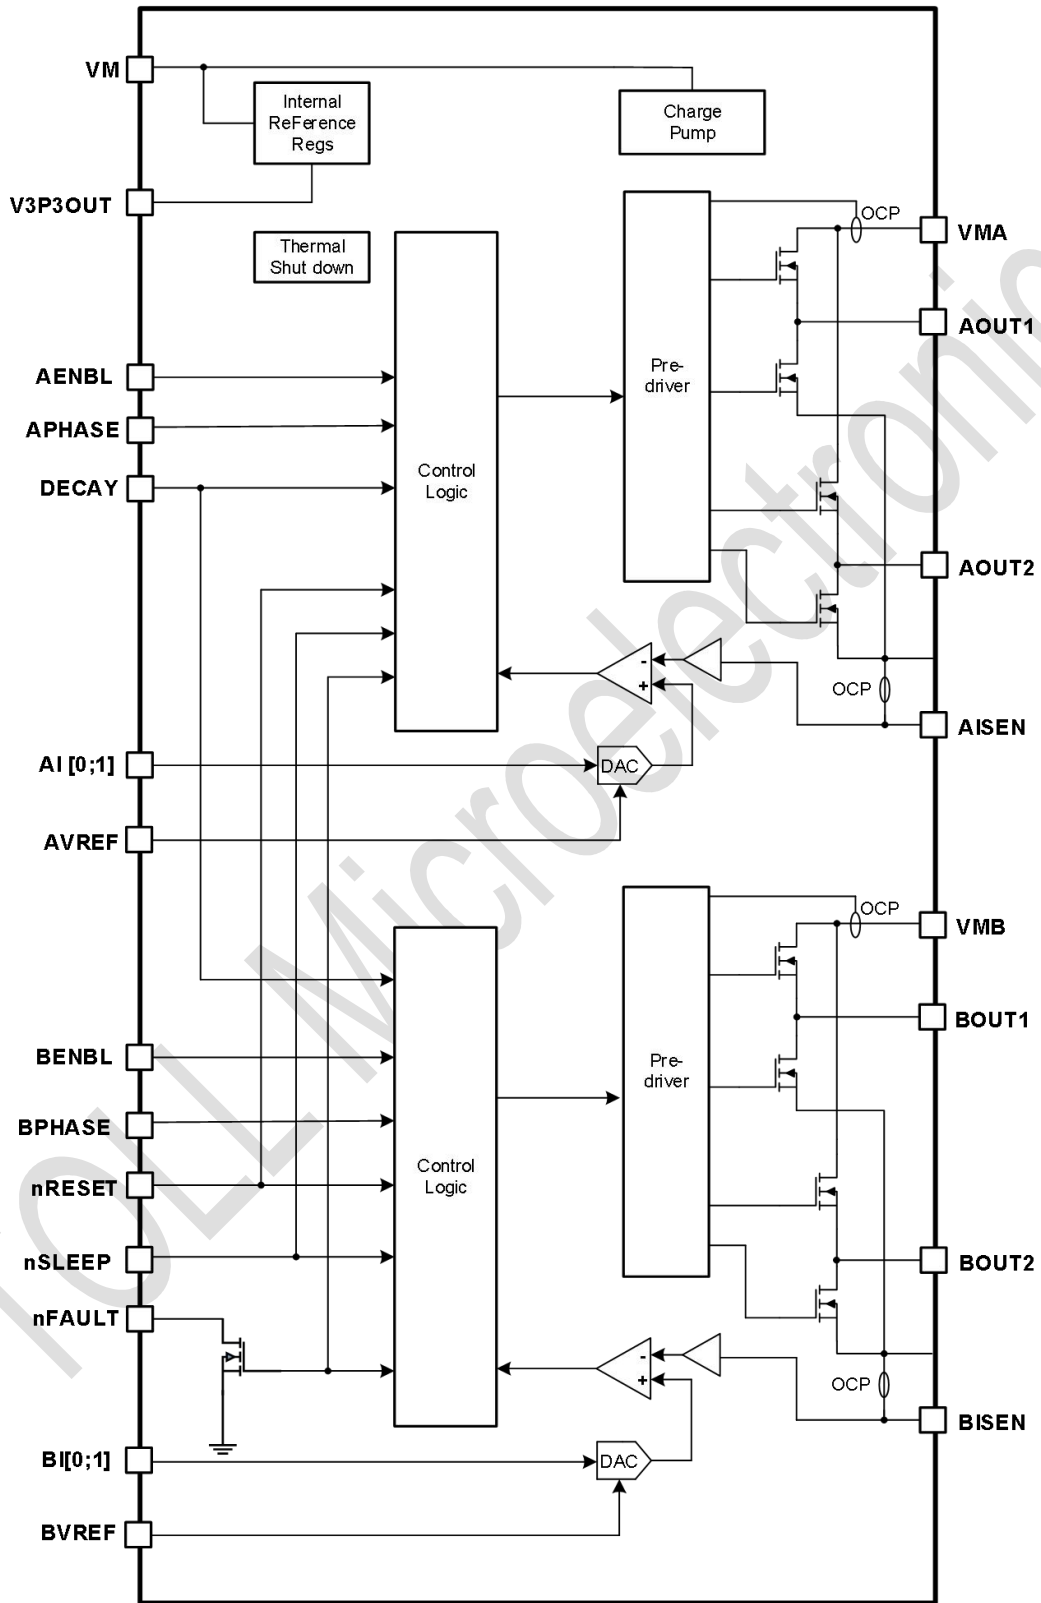 VM
Internal
ReFerence
Regs
Charge
Pump
V3P3OUT
OCP
VMA
Thermal
Shut down
AOUT1
AENBL
Pre-
driver
APHASE
Control
Logic
DECAY
AOUT2
-
+
OCP
AISEN
AI [0;1]
DAC
AVREF
OCP
VMB
BOUT1
BENBL
Pre-
driver
BPHASE
Control
Logic
nRESET
nSLEEP
BOUT2
nFAULT
-
+
OCP
BISEN
BI[0;1]
DAC
BVREF
TOLL Microelectronic